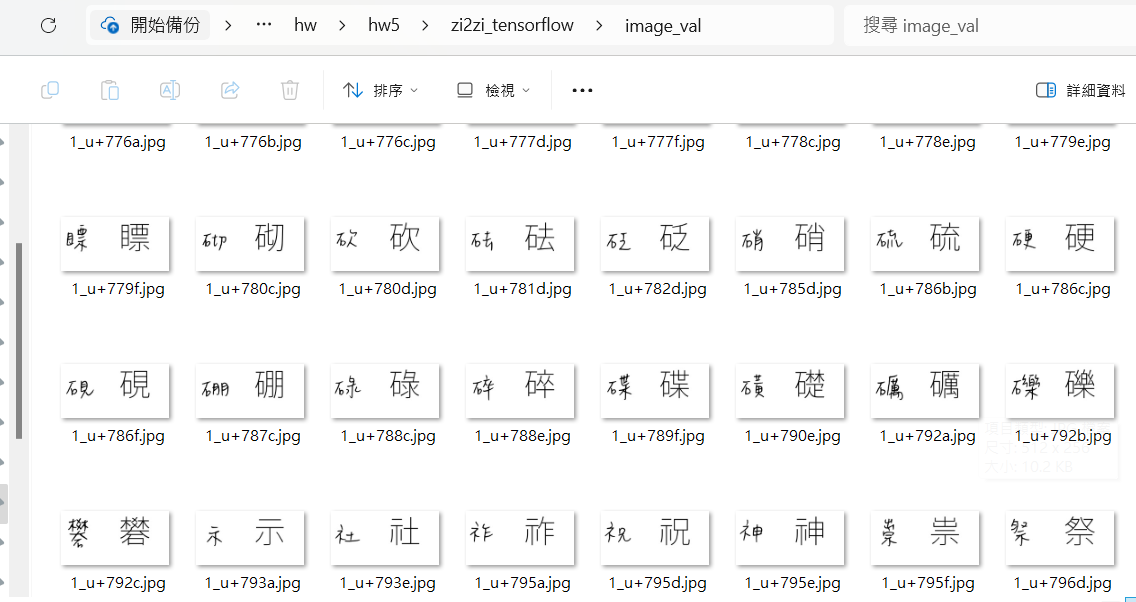 開始備份 > … hw > hw5 > zi2zi_tensorflow > image_val
搜尋 image_val
排序 檢視 … 詳細資料
1_u+776a.jpg 1_u+776b.jpg 1_u+776c.jpg 1_u+777d.jpg 1_u+777f.jpg 1_u+778c.jpg 1_u+778e.jpg 1_u+779e.jpg
瞟 瞟 砌 砌 砍 砍 砝 砝 砭 砭 硝 硝 硫 硫 硬 硬
1_u+779f.jpg 1_u+780c.jpg 1_u+780d.jpg 1_u+781d.jpg 1_u+782d.jpg 1_u+785d.jpg 1_u+786b.jpg 1_u+786c.jpg
硯 硯 硼 硼 碌 碌 碎 碎 碟 碟 磺 礎 礪 礪 礫 礫
1_u+786f.jpg 1_u+787c.jpg 1_u+788c.jpg 1_u+788e.jpg 1_u+789f.jpg 1_u+790e.jpg 1_u+792a.jpg 1_u+792b.jpg
大小: 10.2 KB
礬 礬 示 示 社 社 祚 祚 祝 祝 神 神 祟 祟 祭 祭
1_u+792c.jpg 1_u+793a.jpg 1_u+793e.jpg 1_u+795a.jpg 1_u+795d.jpg 1_u+795e.jpg 1_u+795f.jpg 1_u+796d.jpg